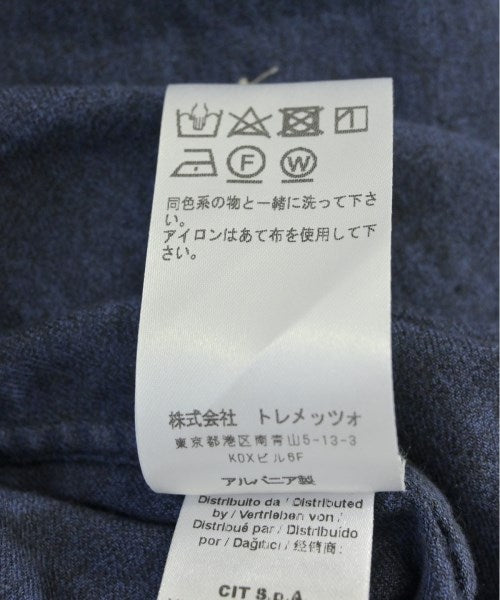 同色系の物と一緒に洗って下さ
い。
アイロンはあて布を使用して下
さい。
株式会社 トレメッツォ
東京都港区南青山5-13-3
KDXビル6F
アルバニア製
Distribuito da / Distributed
by / Vertrieben von /
Distribué par / Distribuído
por / Dağıtıcı / 经销商:
CIT S.p.A
F
W